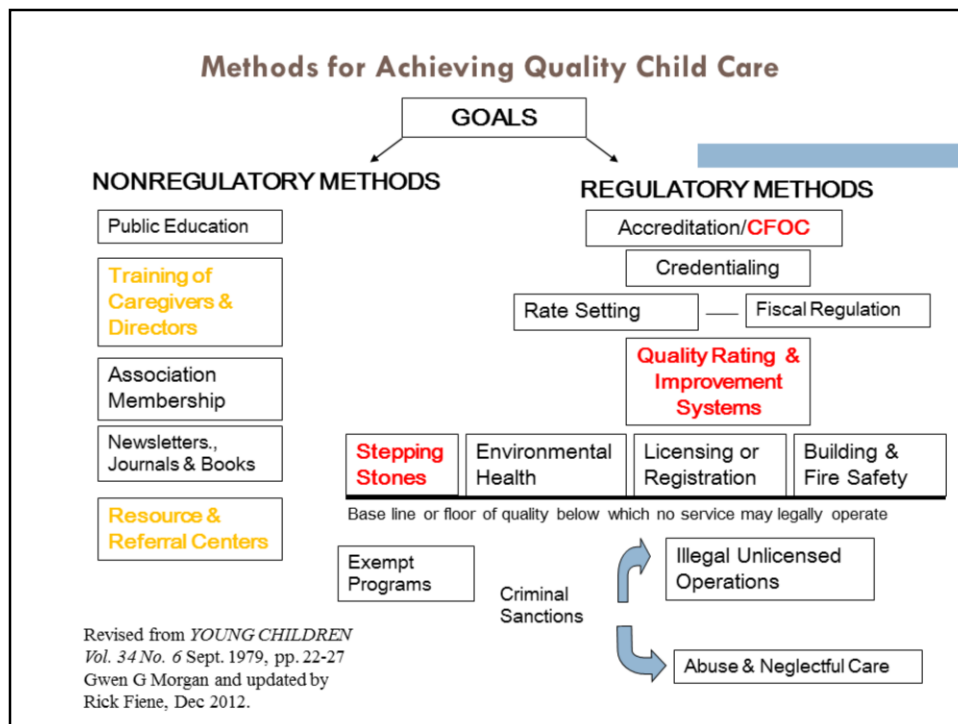 Methods for Achieving Quality Child Care
GOALS
NONREGULATORY METHODS
Public Education
Training of
Caregivers &
Directors
Association
Membership
Newsletters.,
Journals & Books
Resource &
Referral Centers
REGULATORY METHODS
Accreditation/CFOC
Credentialing
Rate Setting
Fiscal Regulation
Quality Rating &
Improvement
Systems
Stepping
Stones
Environmental
Health
Licensing or
Registration
Building &
Fire Safety
Base line or floor of quality below which no service may legally operate
Exempt
Programs
Criminal
Sanctions
Illegal Unlicensed
Operations
Abuse & Neglectful Care
Revised from YOUNG CHILDREN
Vol. 34 No. 6 Sept. 1979, pp. 22-27
Gwen G Morgan and updated by
Rick Fiene, Dec 2012.